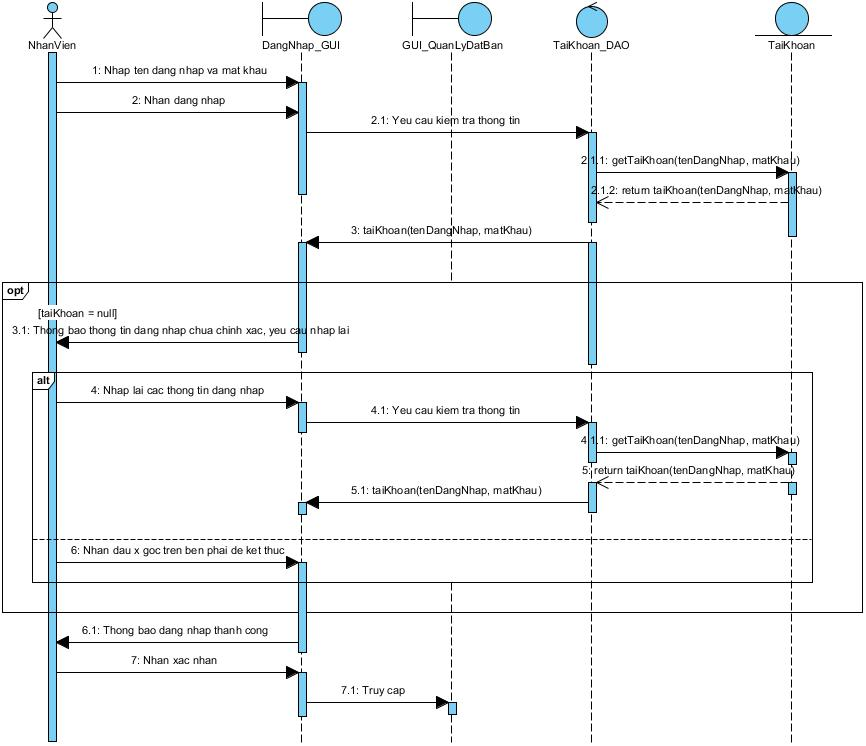 NhanVien
DangNhap_GUI
GUI_QuanLyDatBan
TaiKhoan_DAO
TaiKhoan
1: Nhap ten dang nhap va mat khau
2: Nhan dang nhap
2.1: Yeu cau kiem tra thong tin
2.1.1: getTaiKhoan(tenDangNhap, matKhau)
2.1.2: return taiKhoan(tenDangNhap, matKhau)
3: taiKhoan(tenDangNhap, matKhau)
opt
[taiKhoan = null]
3.1: Thong bao thong tin dang nhap chua chinh xac, yeu cau nhap lai
alt
4: Nhap lai cac thong tin dang nhap
4.1: Yeu cau kiem tra thong tin
4.1.1: getTaiKhoan(tenDangNhap, matKhau)
5: return taiKhoan(tenDangNhap, matKhau)
5.1: taiKhoan(tenDangNhap, matKhau)
6: Nhan dau x goc tren ben phai de ket thuc
6.1: Thong bao dang nhap thanh cong
7: Nhan xac nhan
7.1: Truy cap